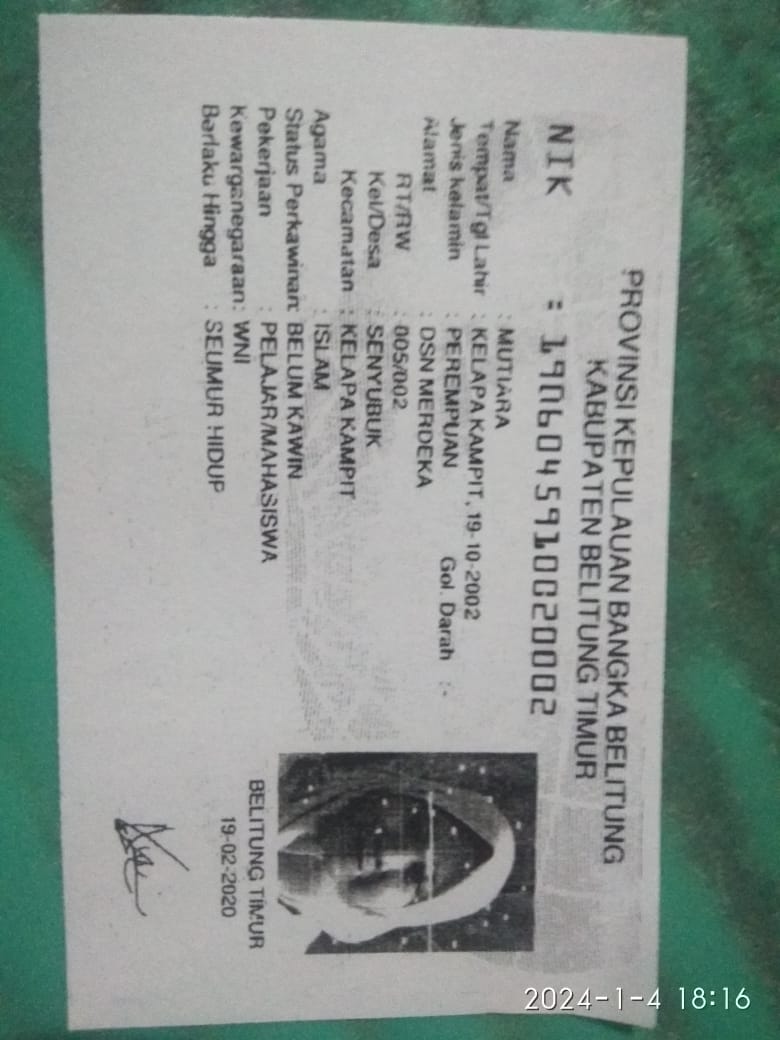 PROVINSI KEPULAUAN BANGKA BELITUNG
KABUPATEN BELITUNG TIMUR
NIK : 1906045910020002
Nama : MUTIARA
Tempat/Tgl Lahir : KELAPA KAMPIT, 19-10-2002
Jenis kelamin : PEREMPUAN Gol. Darah :-
Alamat : DSN MERDEKA
RT/RW : 005/002
Kel/Desa : SENYUBUK
Kecamatan : KELAPA KAMPIT
Agama : ISLAM
Status Perkawinan: BELUM KAWIN
Pekerjaan : PELAJAR/MAHASISWA
Kewarganegaraan: WNI
Berlaku Hingga : SEUMUR HIDUP
BELITUNG TIMUR
19-02-2020
2024-1-4 18:16